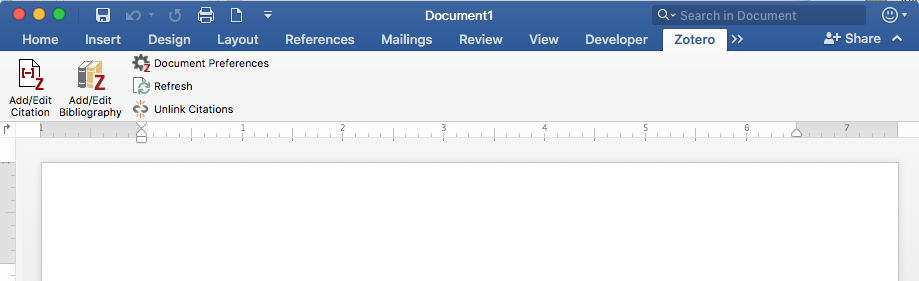 Document1
Search in Document
Home Insert Design Layout References Mailings Review View Developer Zotero >> Share
Add/Edit Citation
Add/Edit Bibliography
Document Preferences
Refresh
Unlink Citations
1 1 2 3 4 5 6 7